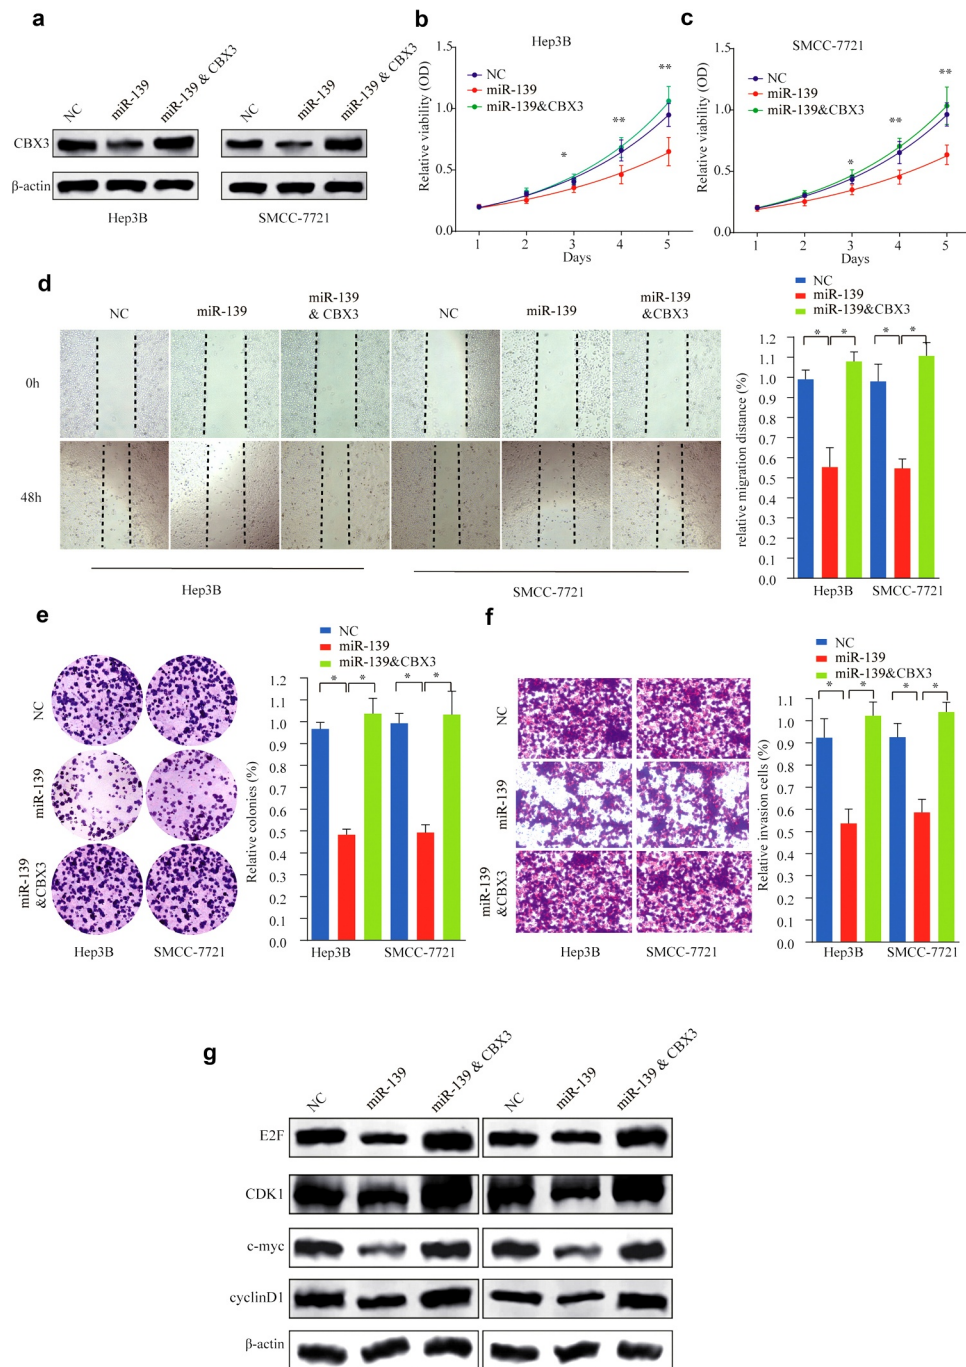 a
NC
miR-139
miR-139 & CBX3
NC
miR-139
miR-139 & CBX3
CBX3
β-actin
Hep3B
SMCC-7721
b
Hep3B
Relative viability (OD)
1.5
1.0
0.5
0.0
NC
miR-139
miR-139&CBX3
*
**
**
1 2 3 4 5
Days
c
SMCC-7721
Relative viability (OD)
1.5
1.0
0.5
0.0
NC
miR-139
miR-139&CBX3
*
**
**
1 2 3 4 5
Days
d
NC
miR-139
miR-139
& CBX3
NC
miR-139
miR-139
&CBX3
0h
48h
Hep3B
SMCC-7721
NC
miR-139
miR-139&CBX3
relative migration distance (%)
1.2
1.1
1.0
0.9
0.8
0.7
0.6
0.5
0.4
0.3
0.2
0.1
0.0
* * * *
Hep3B
SMCC-7721
e
NC
miR-139
miR-139
&CBX3
Hep3B
SMCC-7721
NC
miR-139
miR-139&CBX3
Relative colonies (%)
1.2
1.1
1.0
0.9
0.8
0.7
0.6
0.5
0.4
0.3
0.2
0.1
0.0
* * * *
Hep3B
SMCC-7721
f
NC
miR-139
miR-139
&CBX3
Hep3B
SMCC-7721
NC
miR-139
miR-139&CBX3
Relative invasion cells (%)
1.1
1.0
0.9
0.8
0.7
0.6
0.5
0.4
0.3
0.2
0.1
0.0
* * * *
Hep3B
SMCC-7721
g
NC
miR-139
miR-139 & CBX3
NC
miR-139
miR-139 & CBX3
E2F
CDK1
c-myc
cyclinD1
β-actin